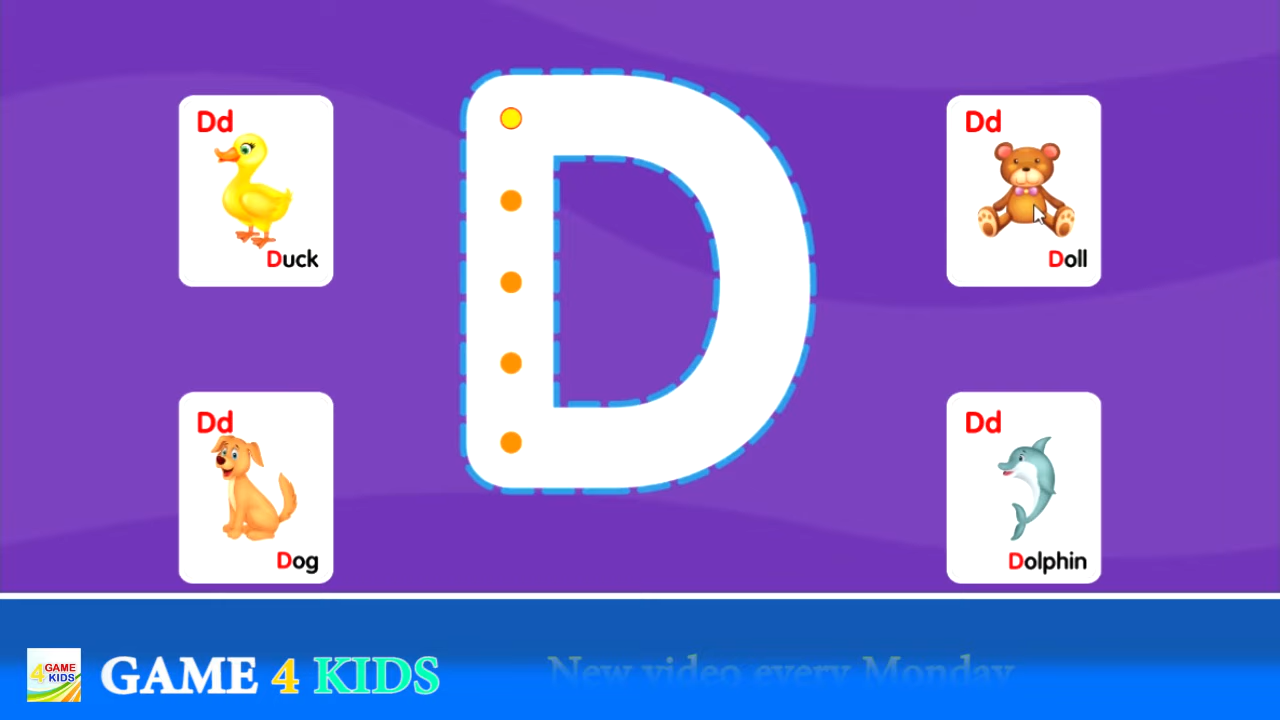 Dd
Duck
D
Dd
Doll
Dd
Dog
Dd
Dolphin
4 GAME KIDS
GAME 4 KIDS
New video every Monday